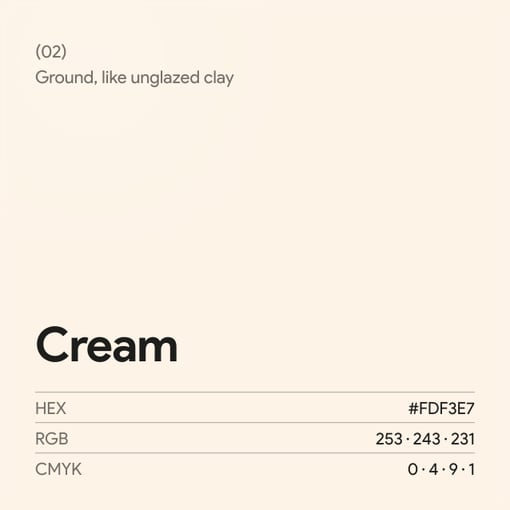 (02)
Ground, like unglazed clay
Cream
HEX #FDF3E7
RGB 253 · 243 · 231
CMYK 0 · 4 · 9 · 1